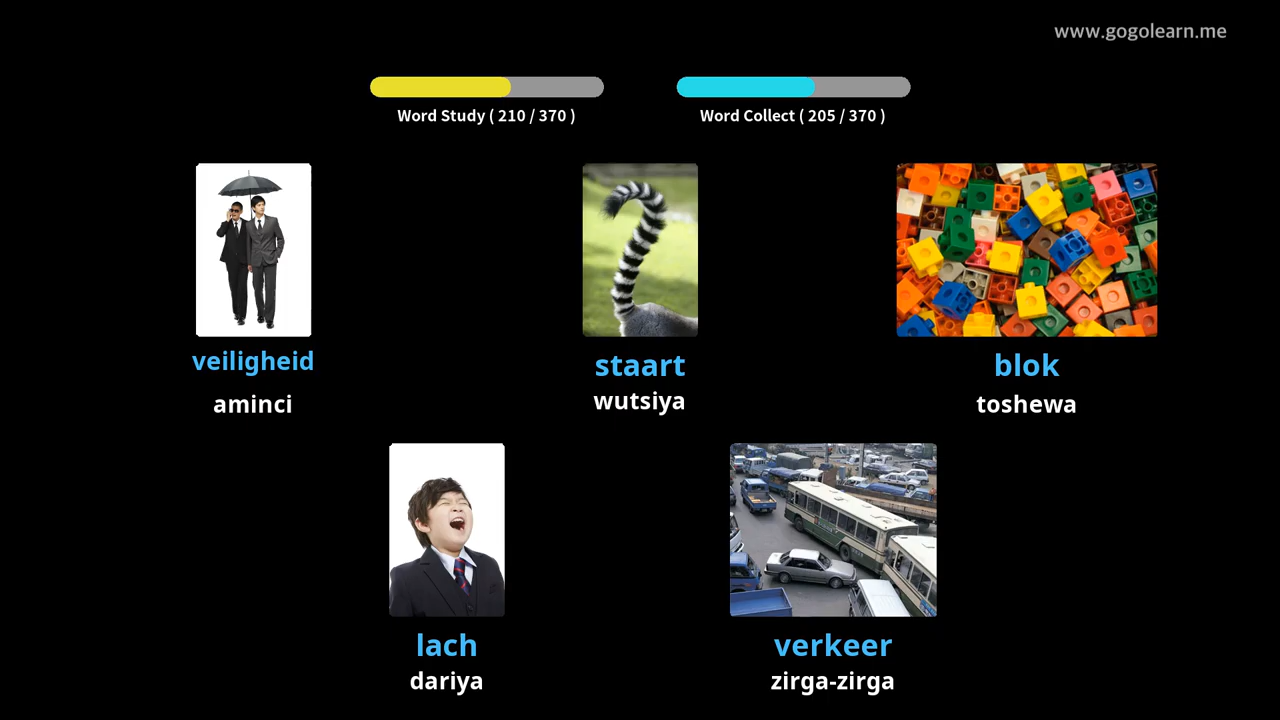 www.gogolearn.me
Word Study ( 210 / 370 )
Word Collect ( 205 / 370 )
veiligheid
aminci
staart
wutsiya
blok
toshewa
lach
dariya
verkeer
zirga-zirga